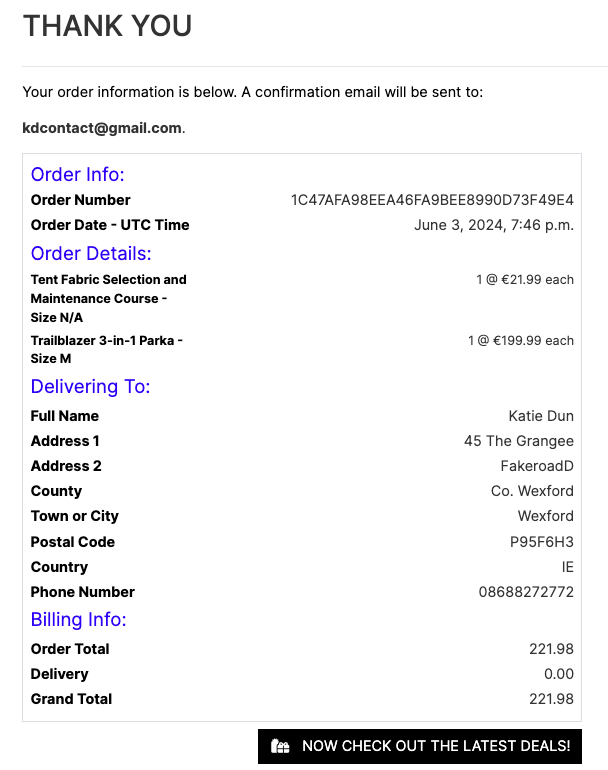 THANK YOU
Your order information is below. A confirmation email will be sent to:
kdcontact@gmail.com.
Order Info:
Order Number 1C47AFA98EEA46FA9BEE8990D73F49E4
Order Date - UTC Time June 3, 2024, 7:46 p.m.
Order Details:
Tent Fabric Selection and 1 @ €21.99 each
Maintenance Course -
Size N/A
Trailblazer 3-in-1 Parka - 1 @ €199.99 each
Size M
Delivering To:
Full Name Katie Dun
Address 1 45 The Grangee
Address 2 FakeroadD
County Co. Wexford
Town or City Wexford
Postal Code P95F6H3
Country IE
Phone Number 08688272772
Billing Info:
Order Total 221.98
Delivery 0.00
Grand Total 221.98
NOW CHECK OUT THE LATEST DEALS!